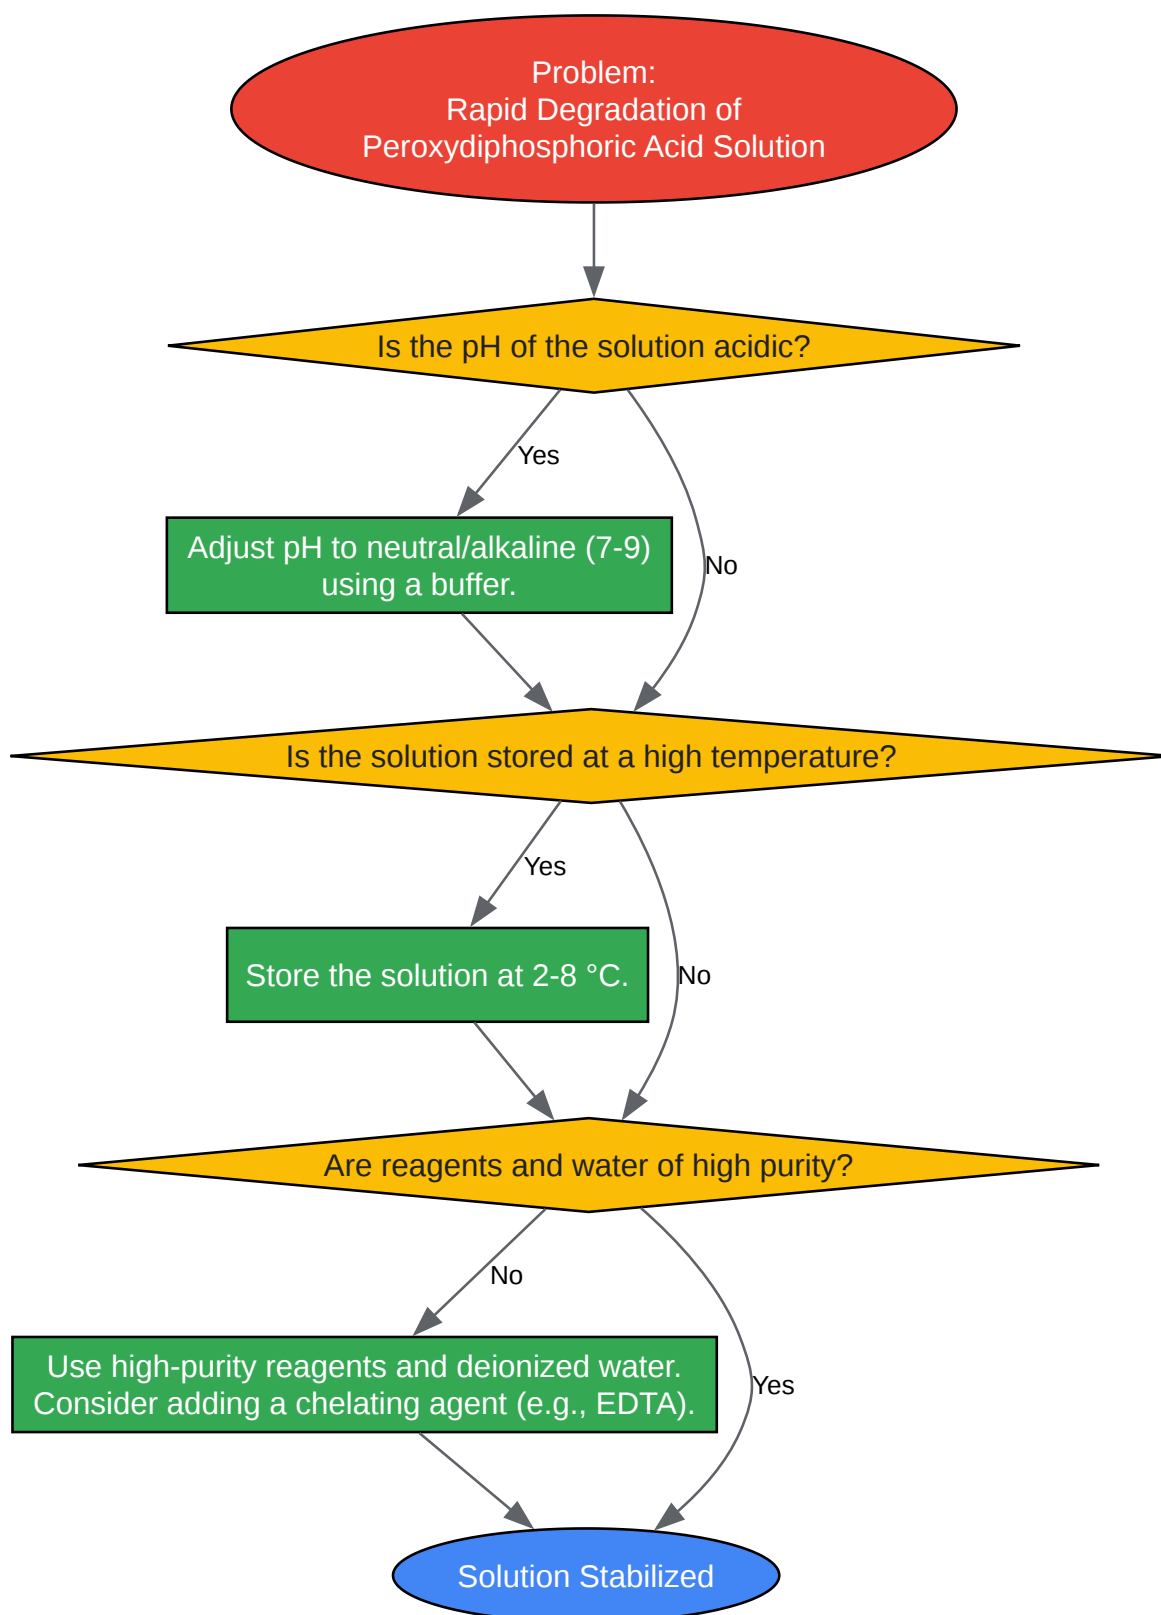 Problem:
Rapid Degradation of
Peroxydiphosphoric Acid Solution
Is the pH of the solution acidic?
Yes
Adjust pH to neutral/alkaline (7-9)
using a buffer.
No
Is the solution stored at a high temperature?
Yes
Store the solution at 2-8 °C.
No
Are reagents and water of high purity?
No
Use high-purity reagents and deionized water.
Consider adding a chelating agent (e.g., EDTA).
Yes
Solution Stabilized